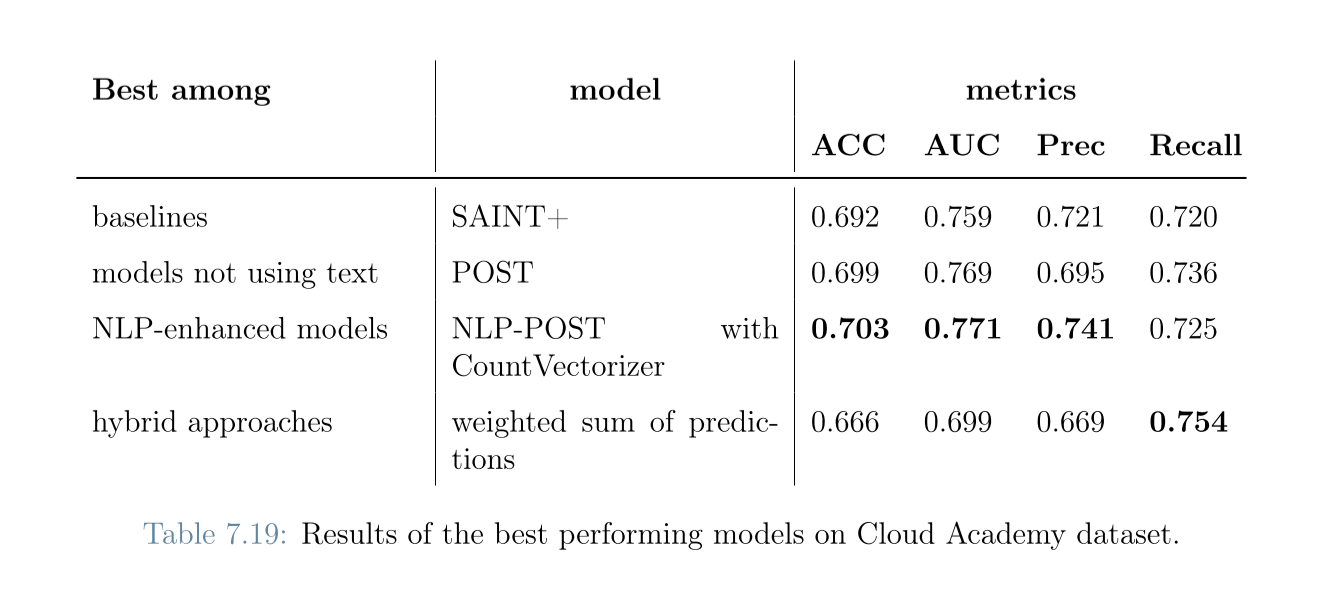 Best among model metrics
ACC AUC Prec Recall
baselines SAINT+ 0.692 0.759 0.721 0.720
models not using text POST 0.699 0.769 0.695 0.736
NLP-enhanced models NLP-POST with 0.703 0.771 0.741 0.725
CountVectorizer
hybrid approaches weighted sum of predic- 0.666 0.699 0.669 0.754
tions
Table 7.19: Results of the best performing models on Cloud Academy dataset.